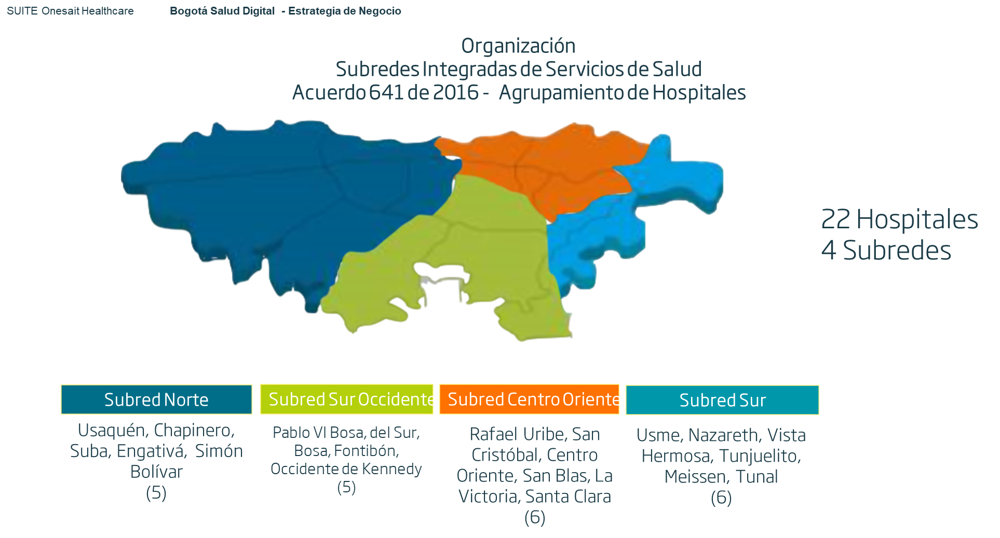 SUITE Onesait Healthcare
Bogotá Salud Digital - Estrategia de Negocio
Organización
Subredes Integradas de Servicios de Salud
Acuerdo 641 de 2016 - Agrupamiento de Hospitales
22 Hospitales
4 Subredes
Subred Norte
Usaquén, Chapinero,
Suba, Engativá, Simón
Bolívar
(5)
Subred Sur Occidente
Pablo VI Bosa, del Sur,
Bosa, Fontibón,
Occidente de Kennedy
(5)
Subred Centro Oriente
Rafael Uribe, San
Cristóbal, Centro
Oriente, San Blas, La
Victoria, Santa Clara
(6)
Subred Sur
Usme, Nazareth, Vista
Hermosa, Tunjuelito,
Meissen, Tunal
(6)